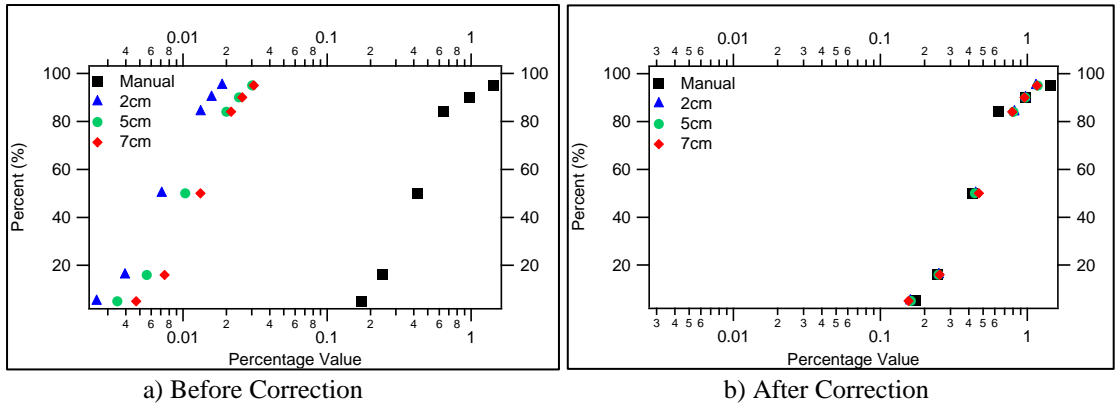 0.01 0.1 1
4 6 8 2 4 6 8 2 4 6 8
100 100
80 80
60 60
40 40
20 20
Manual
2cm
5cm
7cm
Percent (%)
4 6 8 2 4 6 8 2 4 6 8
0.01 0.1 1
Percentage Value
a) Before Correction
0.01 0.1 1
3 4 5 6 2 3 4 5 6 2 3 4 5 6
100 100
80 80
60 60
40 40
20 20
Manual
2cm
5cm
7cm
Percent (%)
3 4 5 6 2 3 4 5 6 2 3 4 5 6
0.01 0.1 1
Percentage Value
b) After Correction